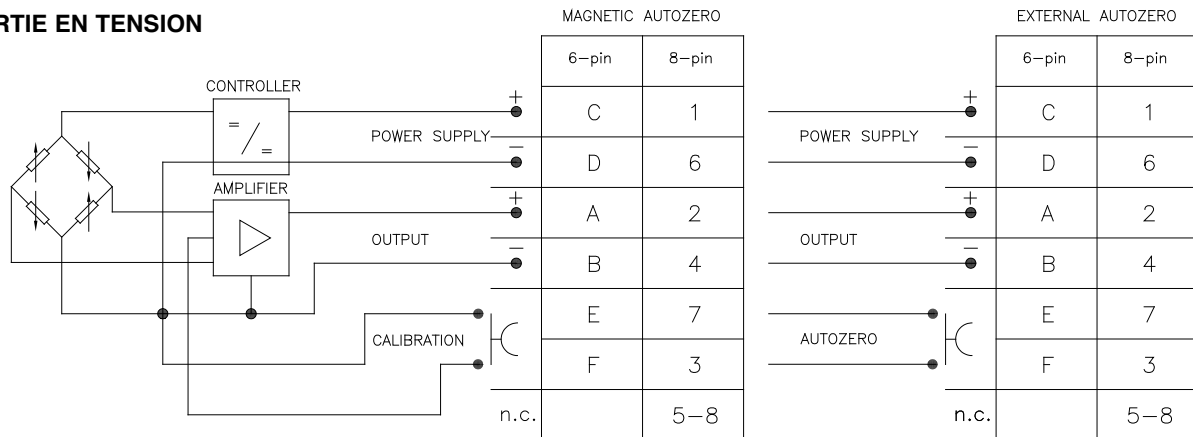 RTIE EN TENSION
MAGNETIC AUTOZERO
EXTERNAL AUTOZERO
6-pin 8-pin
6-pin 8-pin
CONTROLLER
= / =
POWER SUPPLY
+ C 1
- D 6
AMPLIFIER
OUTPUT
+ A 2
- B 4
CALIBRATION
E 7
F 3
n.c. 5-8
POWER SUPPLY
+ C 1
- D 6
OUTPUT
+ A 2
- B 4
AUTOZERO
E 7
F 3
n.c. 5-8